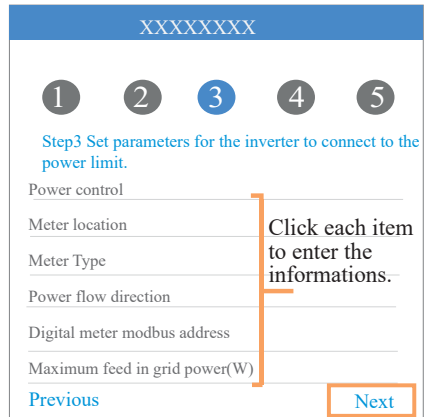 XXXXXXXX
1 2 3 4 5
Step3 Set parameters for the inverter to connect to the
power limit.
Power control
Meter location
Meter Type
Power flow direction
Digital meter modbus address
Maximum feed in grid power(W)
Click each item
to enter the
informations.
Previous
Next